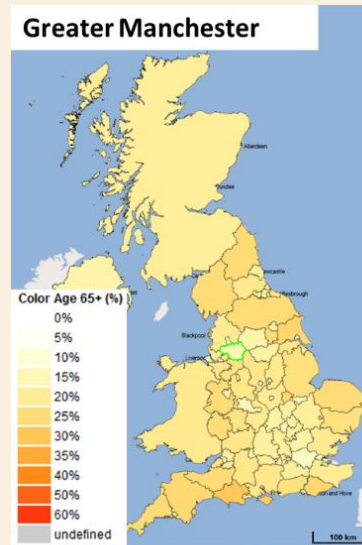 Greater Manchester
Aberdeen
Dundee
Blackpool
Liverpool
Color Age 65+ (%)
0%
5%
10%
15%
20%
25%
30%
35%
40%
50%
60%
undefined
100 km